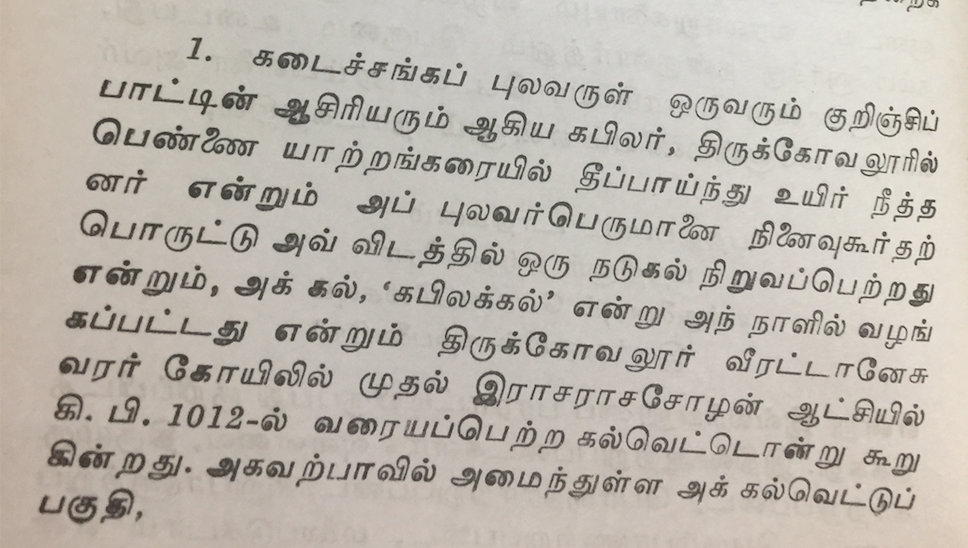 1. கடைச்சங்கப் புலவருள் ஒருவரும் குறிஞ்சிப்
பாட்டின் ஆசிரியரும் ஆகிய கபிலர், திருக்கோவலூரில்
பெண்ணை யாற்றங்கரையில் தீப்பாய்ந்து உயிர் நீத்த
னர் என்றும் அப் புலவர்பெருமானை நினைவுகூர்தற்
பொருட்டு அவ் விடத்தில் ஒரு நடுகல் நிறுவப்பெற்றது
என்றும், அக் கல், ‘கபிலக்கல்’ என்று அந் நாளில் வழங்
கப்பட்டது என்றும் திருக்கோவலூர் வீரட்டானேசு
வரர் கோயிலில் முதல் இராசராசசோழன் ஆட்சியில்
கி. பி. 1012-ல் வரையப்பெற்ற கல்வெட்டொன்று கூறு
கின்றது. அகவற்பாவில் அமைந்துள்ள அக் கல்வெட்டுப்
பகுதி,